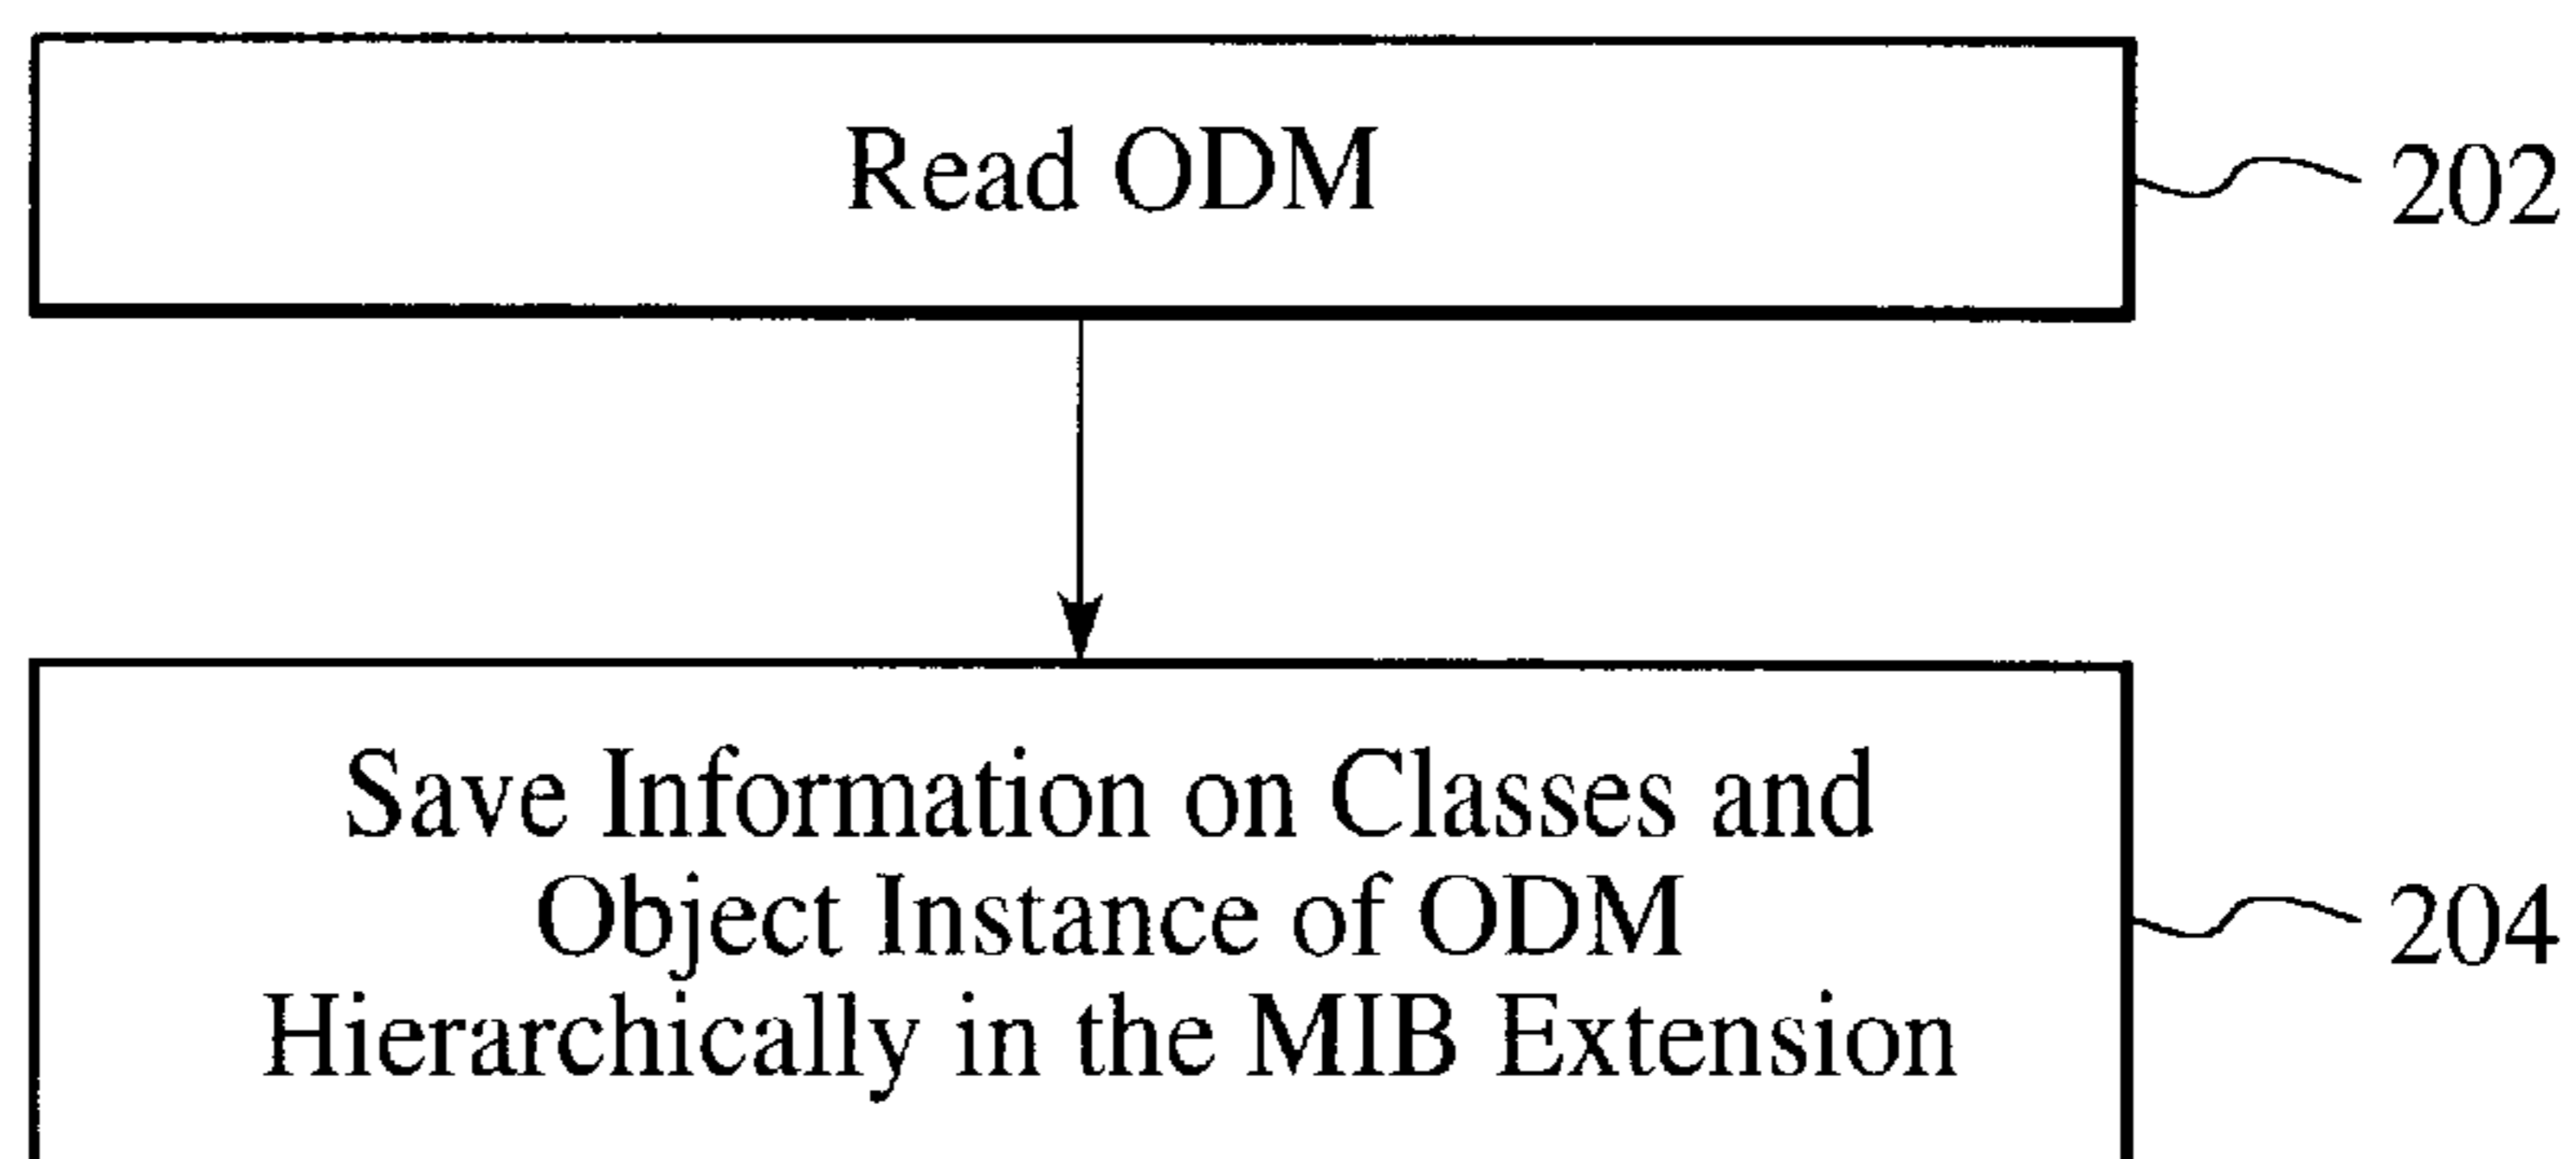 Read ODM
202
Save Information on Classes and
Object Instance of ODM
204
Hierarchically in the MIB Extension